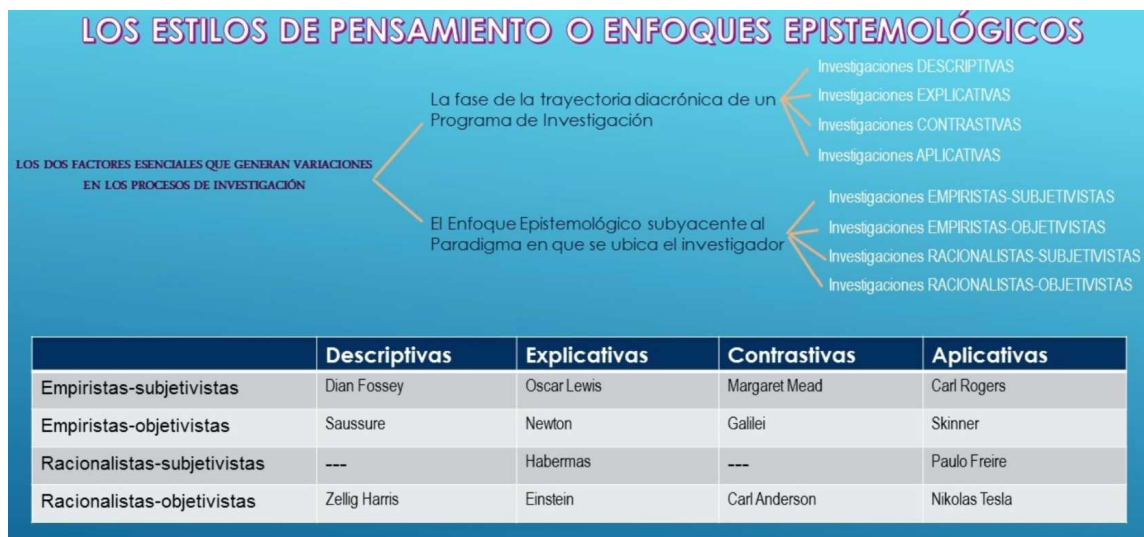 LOS ESTILOS DE PENSAMIENTO O ENFOQUES EPISTEMOLÓGICOS
LOS DOS FACTORES ESENCIALES QUE GENERAN VARIACIONES
EN LOS PROCESOS DE INVESTIGACIÓN
La fase de la trayectoria diacrónica de un
Programa de Investigación
Investigaciones DESCRIPTIVAS
Investigaciones EXPLICATIVAS
Investigaciones CONTRASTIVAS
Investigaciones APLICATIVAS
El Enfoque Epistemológico subyacente al
Paradigma en que se ubica el investigador
Investigaciones EMPIRISTAS-SUBJETIVISTAS
Investigaciones EMPIRISTAS-OBJETIVISTAS
Investigaciones RACIONALISTAS-SUBJETIVISTAS
Investigaciones RACIONALISTAS-OBJETIVISTAS
Descriptivas Explicativas Contrastivas Aplicativas
Empiristas-subjetivistas Dian Fossey Oscar Lewis Margaret Mead Carl Rogers
Empiristas-objetivistas Saussure Newton Galilei Skinner
Racionalistas-subjetivistas --- Habermas --- Paulo Freire
Racionalistas-objetivistas Zellig Harris Einstein Carl Anderson Nikolas Tesla